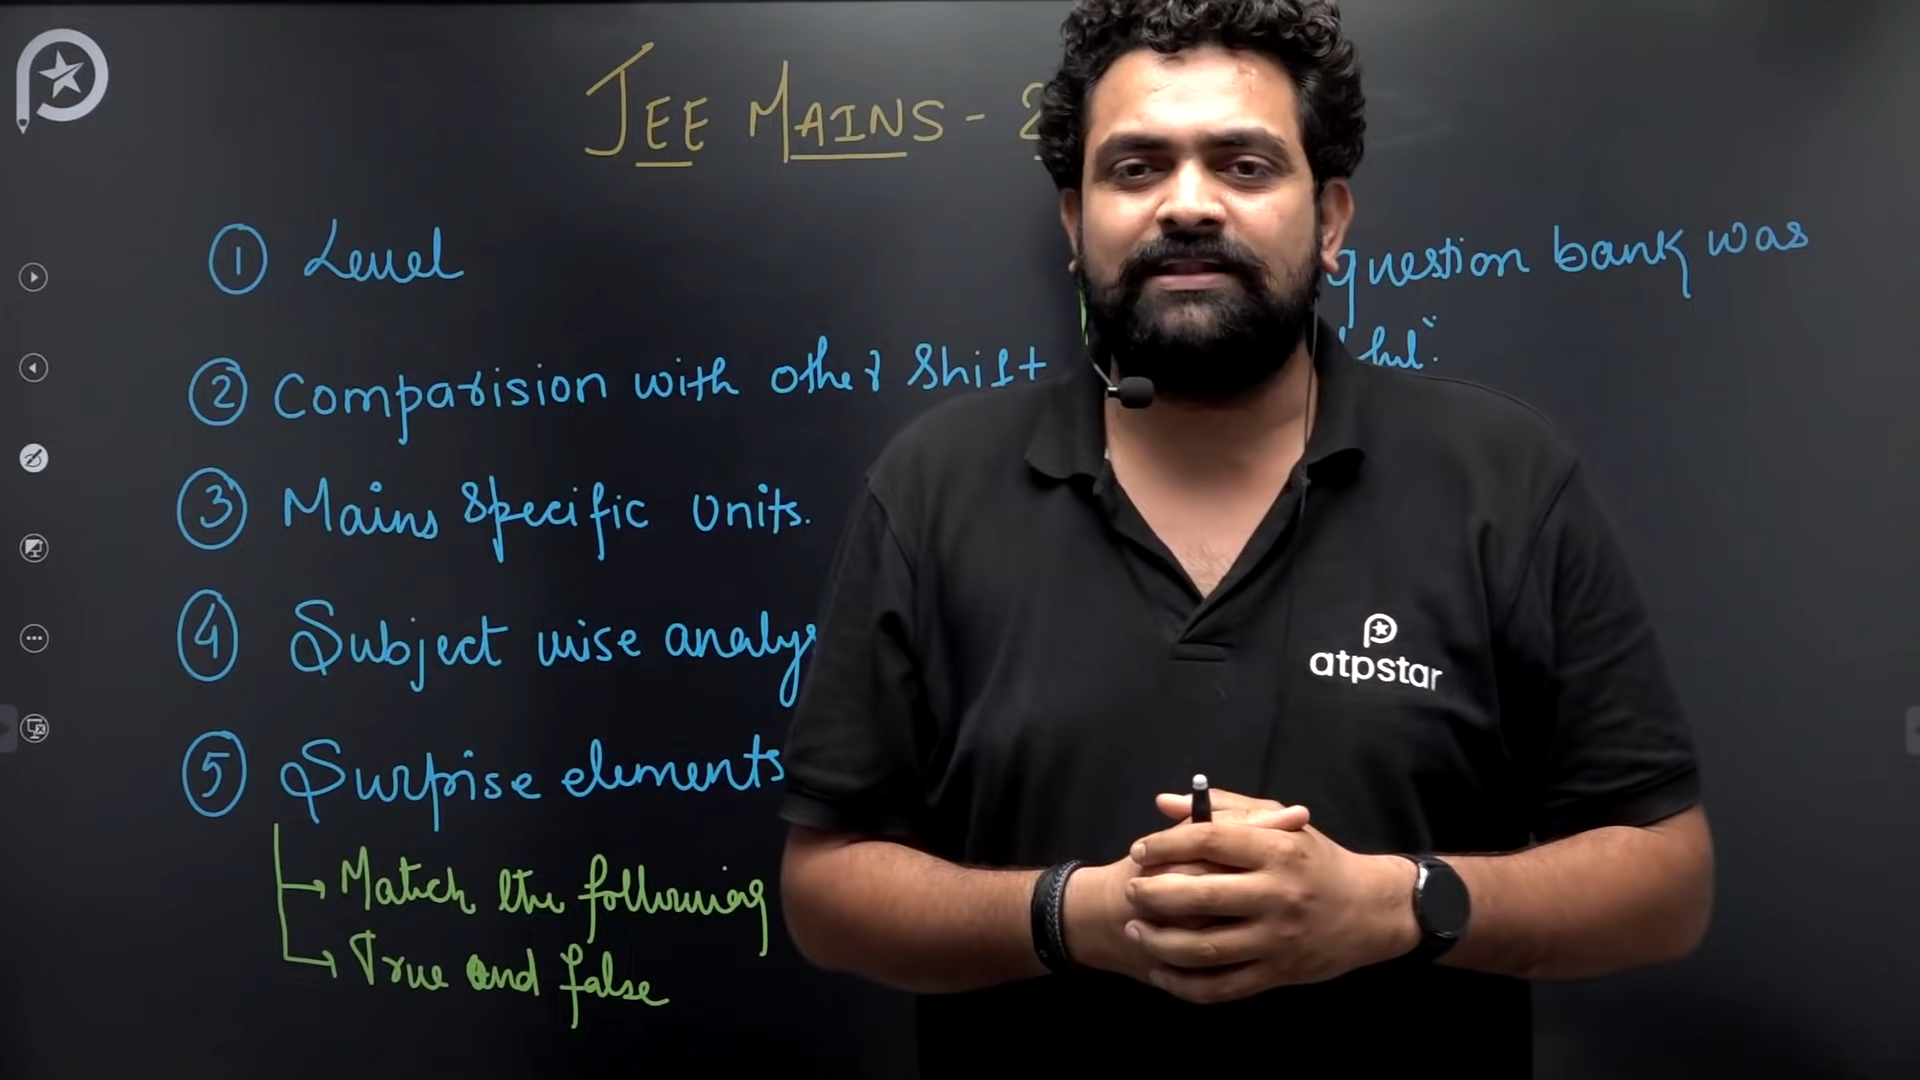 JEE MAINS - 2
① Level
question bank was
② Comparision with other Shift
③ Mains Specific Units.
④ Subject wise analys
⑤ Surprise elements
→ Match the following
→ True and false
atpstar